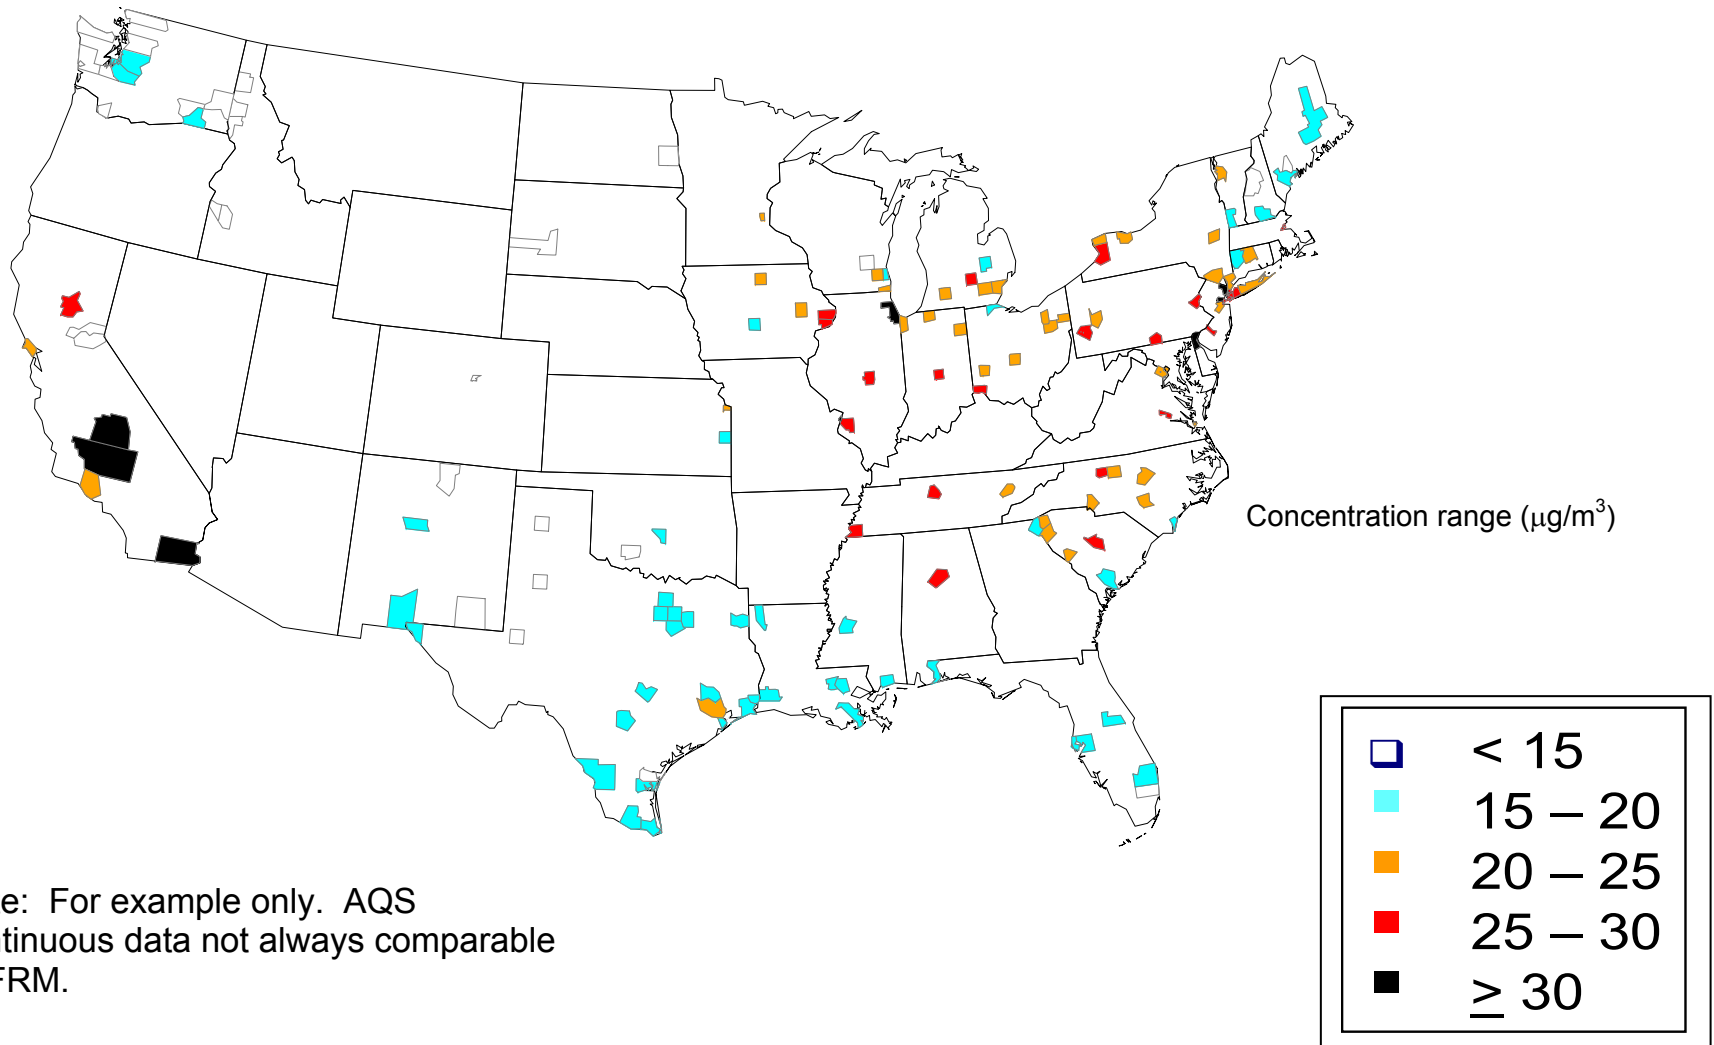 Concentration range (μg/m³)
< 15
15 – 20
20 – 25
25 – 30
≥ 30
e: For example only. AQS
ntinuous data not always comparable
FRM.